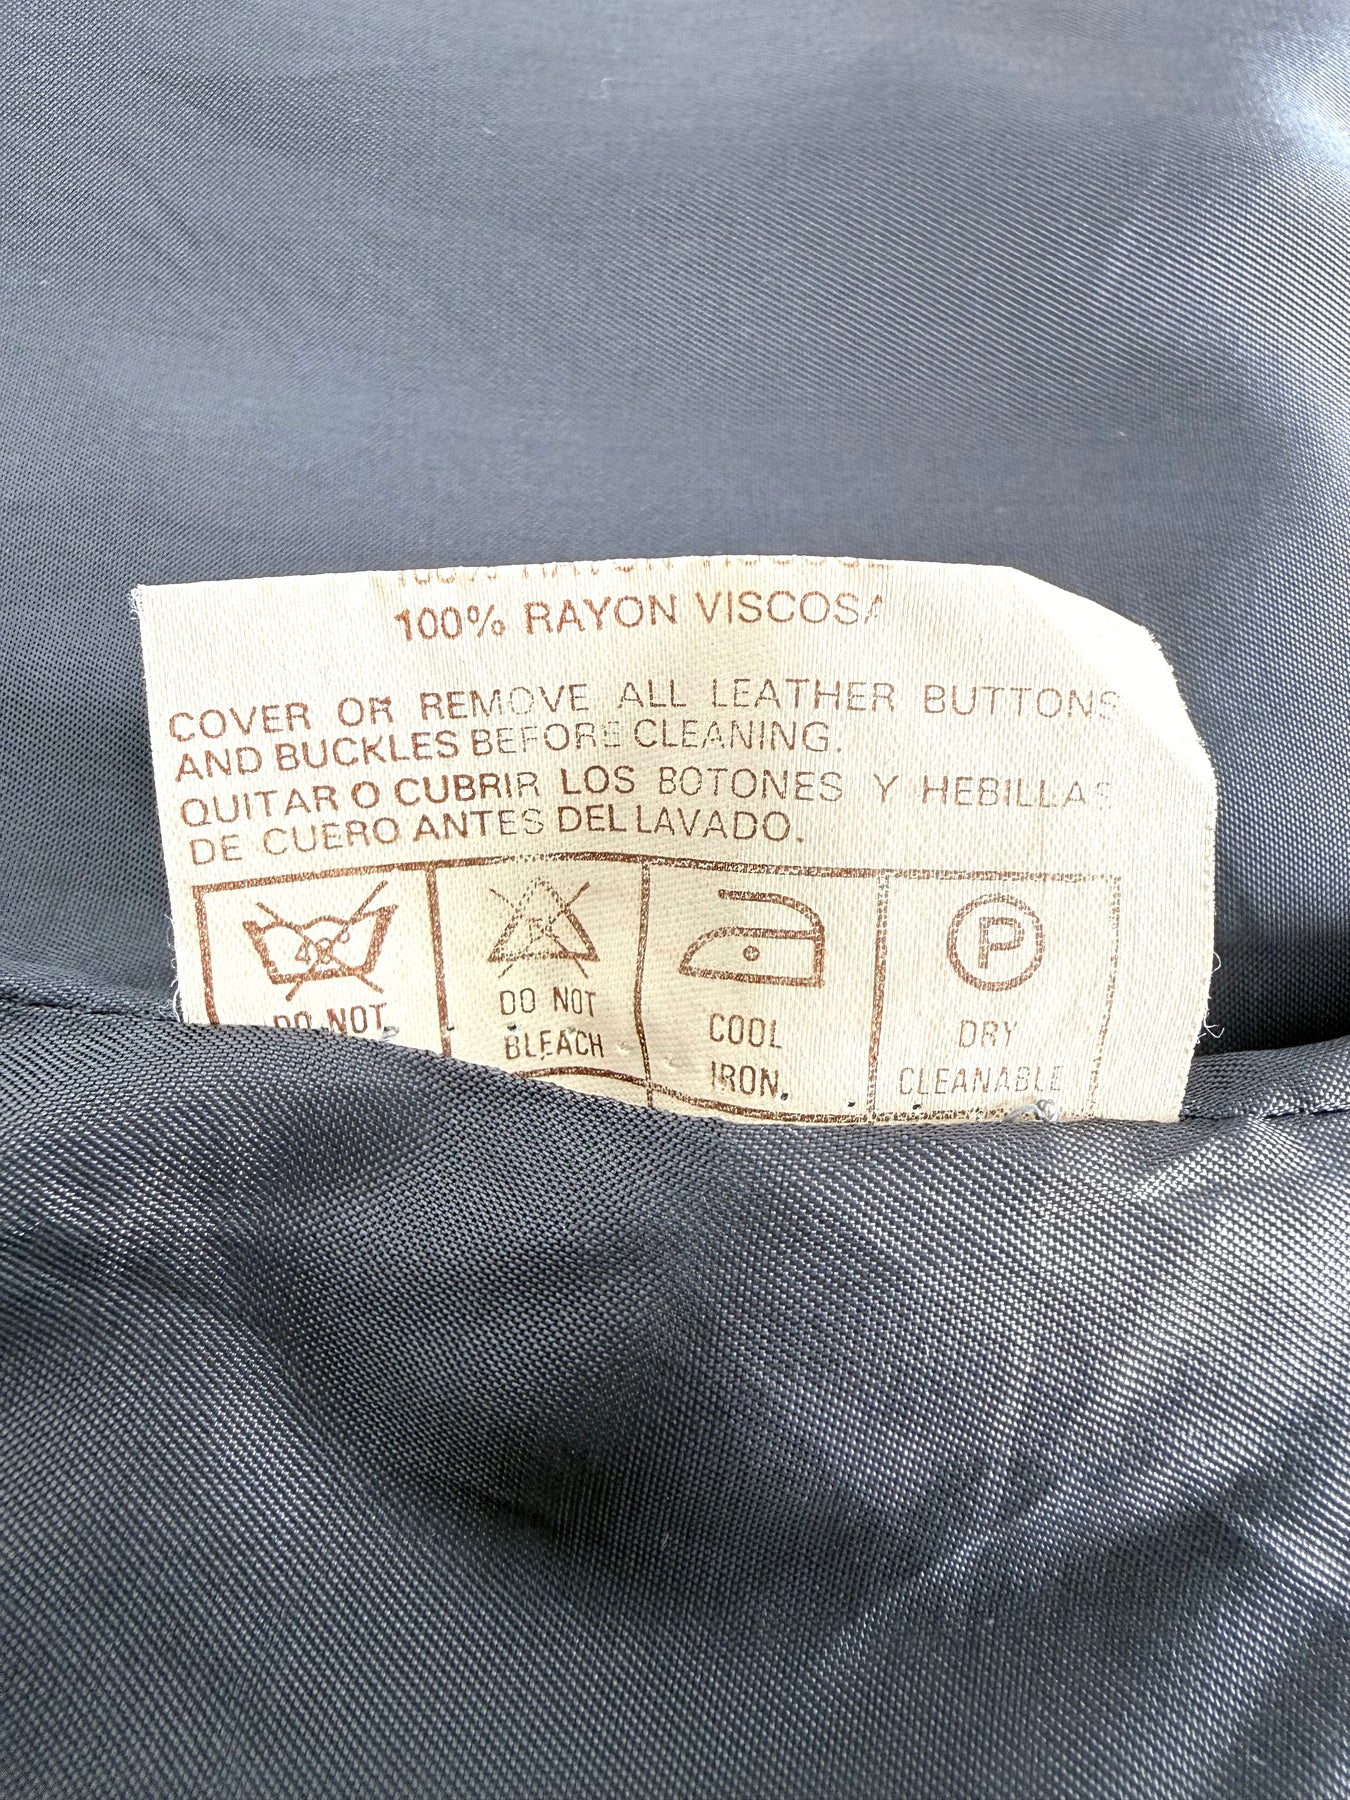 100% RAYON VISCOSA
COVER OR REMOVE ALL LEATHER BUTTONS
AND BUCKLES BEFORE CLEANING.
QUITAR O CUBRIR LOS BOTONES Y HEBILLAS
DE CUERO ANTES DEL LAVADO.
48°
DO NOT
DO NOT
BLEACH
COOL
IRON.
P
DRY
CLEANABLE